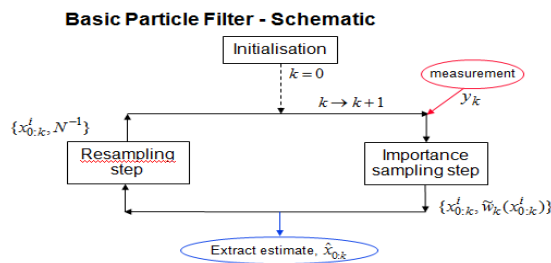 Basic Particle Filter - Schematic
Initialisation
k = 0
measurement
k → k + 1
y_k
{x^i_{0:k}, N^{-1}}
Resampling
step
Importance
sampling step
{x^i_{0:k}, w̃_k(x^i_{0:k})}
Extract estimate, x̂_{0:k}